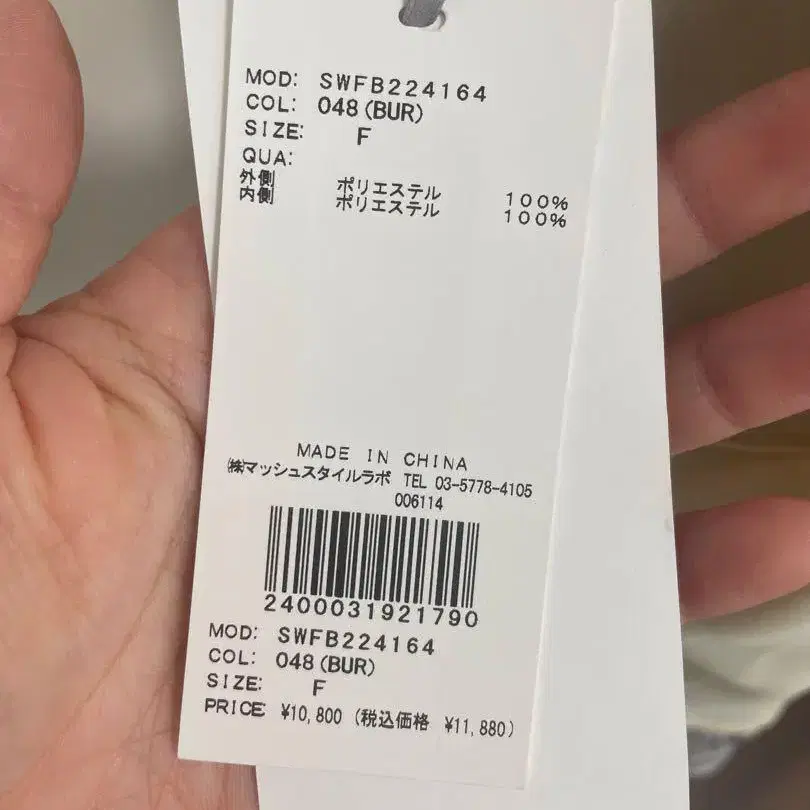 MOD: SWFB224164
COL: 048(BUR)
SIZE: F
QUA:
外側 ポリエステル 100%
内側 ポリエステル 100%
MADE IN CHINA
㈱マッシュスタイルラボ TEL 03-5778-4105
006114
2400031921790
MOD: SWFB224164
COL: 048(BUR)
SIZE: F
PRICE ¥10,800 (税込価格 ¥11,880)